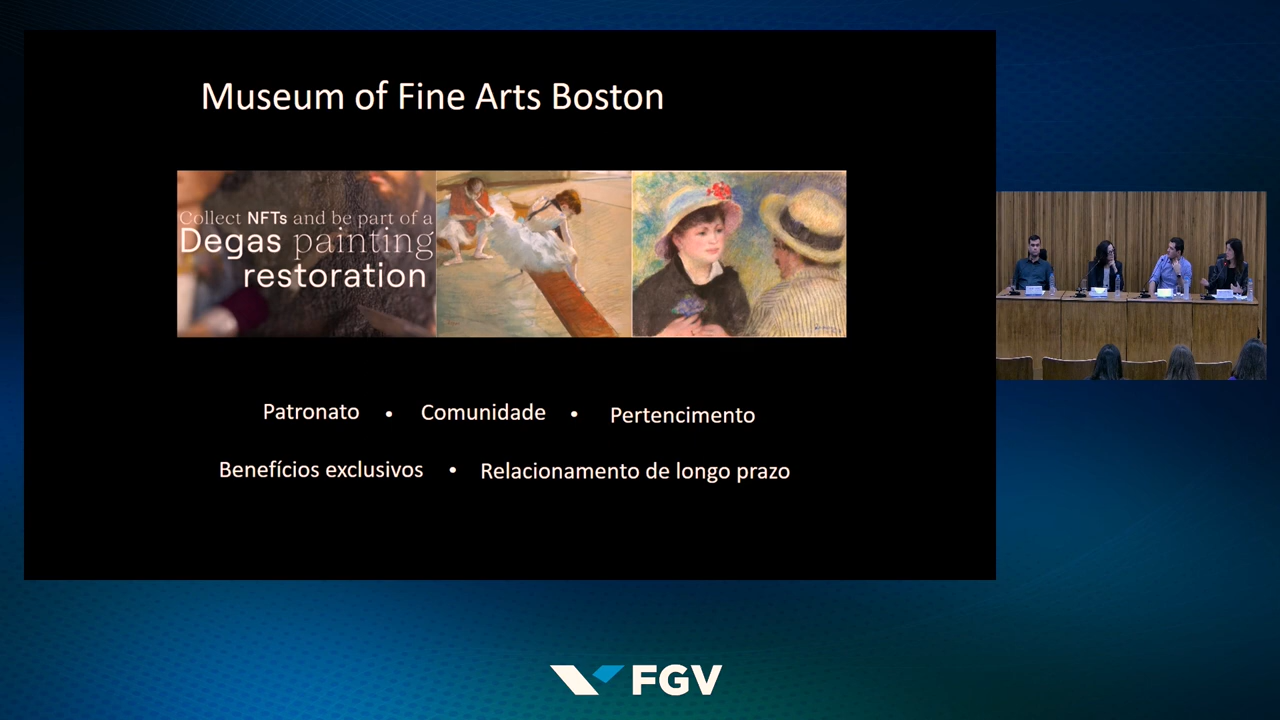 Museum of Fine Arts Boston
Collect NFTs and be part of a
Degas painting
restoration
Patronato • Comunidade • Pertencimento
Benefícios exclusivos • Relacionamento de longo prazo
FGV